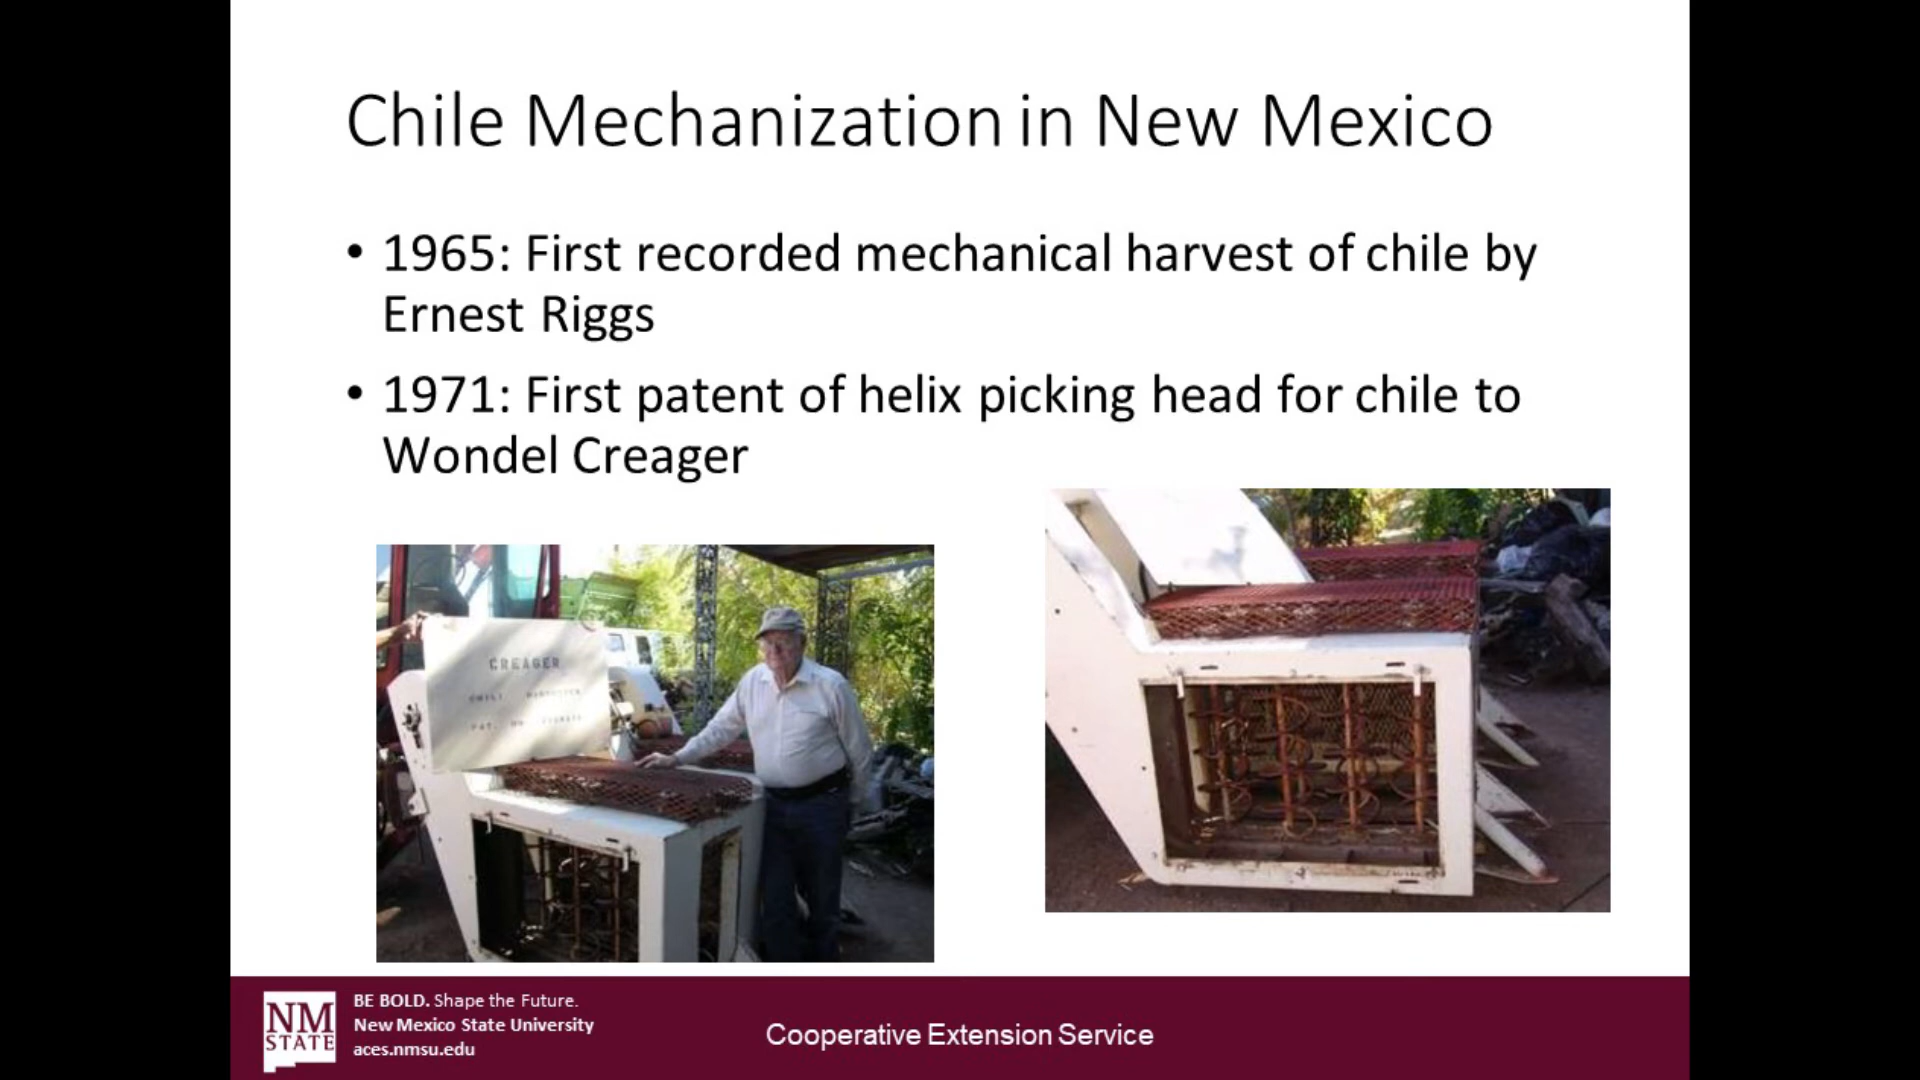 Chile Mechanization in New Mexico
• 1965: First recorded mechanical harvest of chile by
Ernest Riggs
• 1971: First patent of helix picking head for chile to
Wondel Creager
CREAGER
PAT.
NM
STATE
BE BOLD. Shape the Future.
New Mexico State University
aces.nmsu.edu
Cooperative Extension Service